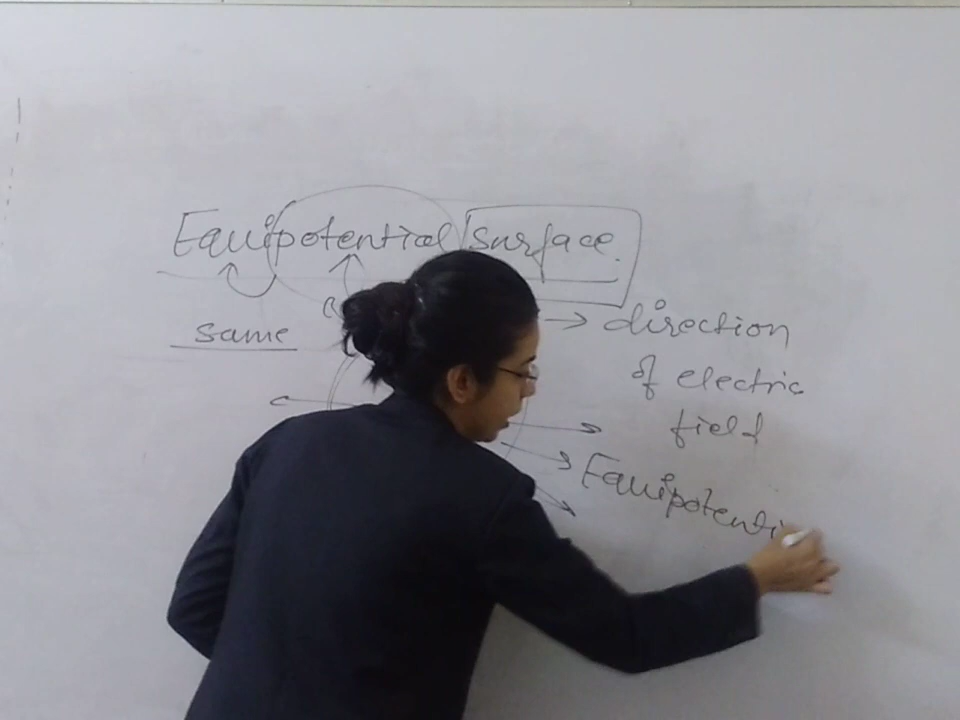 Equipotential surface.
same
direction
of electric
field
Equipotenti